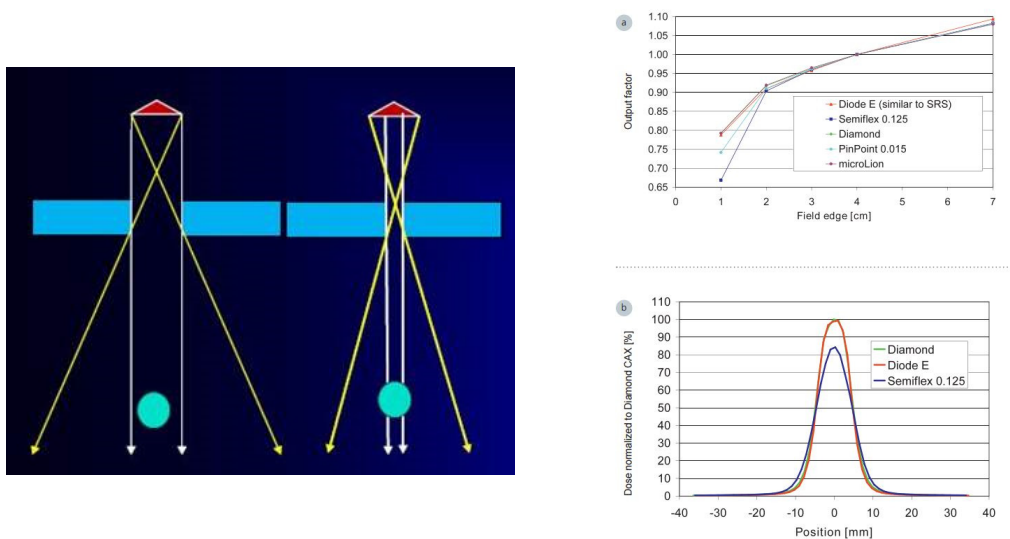 a
1.10
1.05
1.00
0.95
0.90
0.85
0.80
0.75
0.70
0.65
Output factor
Diode E (similar to SRS)
Semiflex 0.125
Diamond
PinPoint 0.015
microLion
0 1 2 3 4 5 6 7
Field edge [cm]
b
110
100
90
80
70
60
50
40
30
20
10
0
Dose normalized to Diamond CAX [%]
Diamond
Diode E
Semiflex 0.125
-40 -30 -20 -10 0 10 20 30 40
Position [mm]